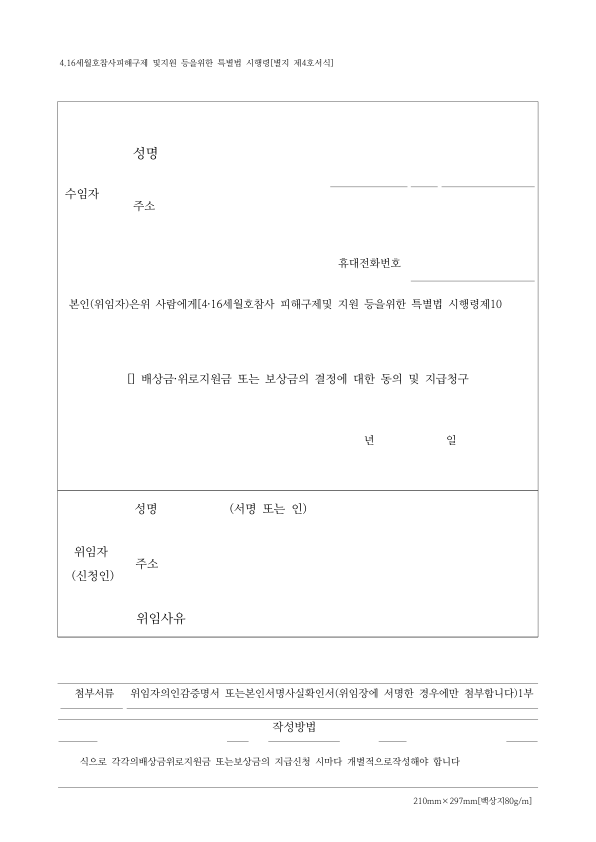 4.16세월호참사피해구제 및지원 등을위한 특별법 시행령[별지 제4호서식]
성명
수임자
주소
휴대전화번호
본인(위임자)은위 사람에게[4·16세월호참사 피해구제및 지원 등을위한 특별법 시행령제10
[] 배상금·위로지원금 또는 보상금의 결정에 대한 동의 및 지급청구
년 일
성명 (서명 또는 인)
위임자
(신청인)
주소
위임사유
첨부서류 위임자의인감증명서 또는본인서명사실확인서(위임장에 서명한 경우에만 첨부합니다)1부
작성방법
식으로 각각의배상금위로지원금 또는보상금의 지급신청 시마다 개별적으로작성해야 합니다
210mm×297mm[백상지80g/m]